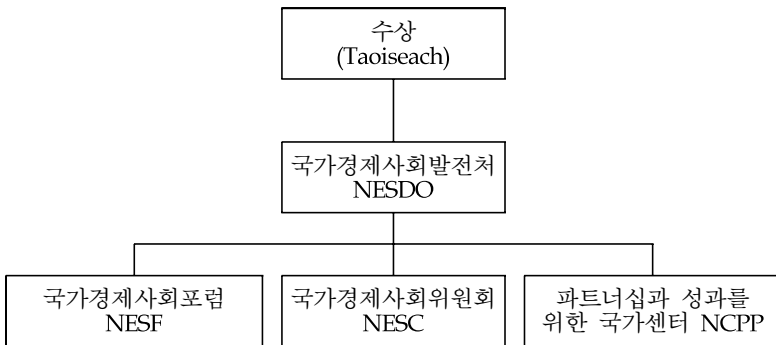 수상
(Taoiseach)
국가경제사회발전처
NESDO
국가경제사회포럼
NESF
국가경제사회위원회
NESC
파트너십과 성과를
위한 국가센터 NCPP